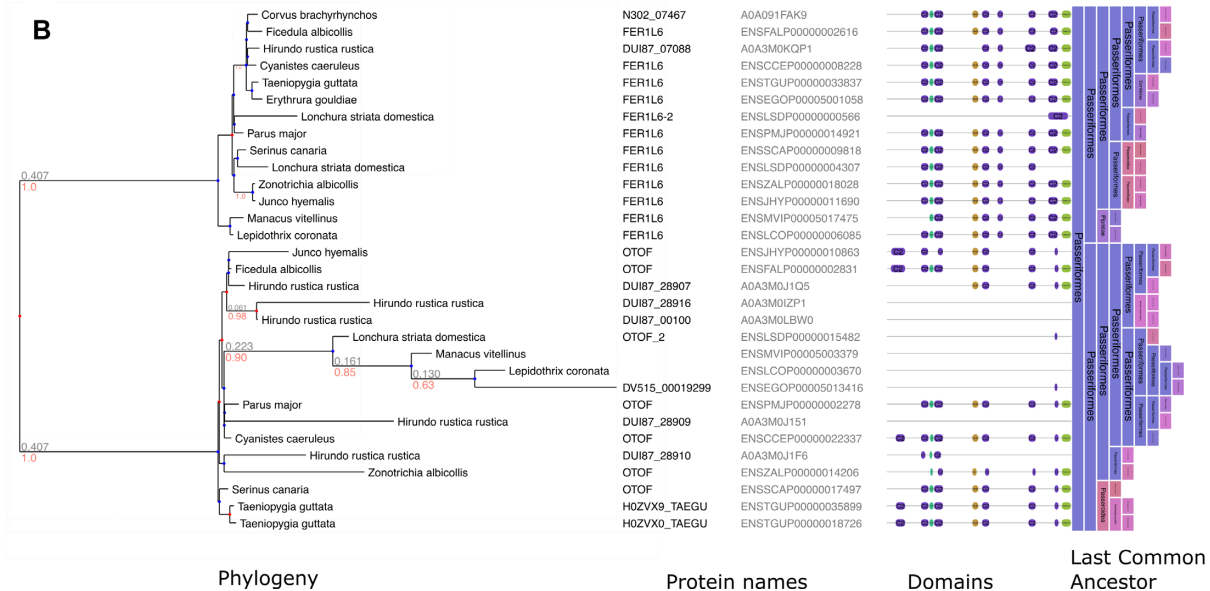 B
Corvus brachyrhynchos N302_07467 A0A091FAK9
Ficedula albicollis FER1L6 ENSFALP00000002616
Hirundo rustica rustica DUI87_07088 A0A3M0KQP1
Cyanistes caeruleus FER1L6 ENSCCEP00000008228
Taeniopygia guttata FER1L6 ENSTGUP00000033837
Erythrura gouldiae FER1L6 ENSEGOP00005001058
Lonchura striata domestica FER1L6-2 ENSLSDP00000000566
Parus major FER1L6 ENSPMJP00000014921
Serinus canaria FER1L6 ENSSCAP00000009818
Lonchura striata domestica FER1L6 ENSLSDP00000004307
0.407
1.0
Zonotrichia albicollis FER1L6 ENSZALP00000018028
1.0
Junco hyemalis FER1L6 ENSJHYP00000011690
Manacus vitellinus FER1L6 ENSMVIP00005017475
Lepidothrix coronata FER1L6 ENSLCOP00000006085
Junco hyemalis OTOF ENSJHYP00000010863
Ficedula albicollis OTOF ENSFALP00000002831
Hirundo rustica rustica DUI87_28907 A0A3M0J1Q5
0.061
0.98
Hirundo rustica rustica DUI87_28916 A0A3M0IZP1
Hirundo rustica rustica DUI87_00100 A0A3M0LBW0
Lonchura striata domestica OTOF_2 ENSLSDP00000015482
0.223
0.90
Manacus vitellinus ENSMVIP00005003379
0.161
0.85
Lepidothrix coronata ENSLCOP00000003670
0.130
0.63
DV515_00019299 ENSEGOP00005013416
Parus major OTOF ENSPMJP00000002278
Hirundo rustica rustica DUI87_28909 A0A3M0J151
Cyanistes caeruleus OTOF ENSCCEP00000022337
0.407
1.0
Hirundo rustica rustica DUI87_28910 A0A3M0J1F6
Zonotrichia albicollis OTOF ENSZALP00000014206
Serinus canaria OTOF ENSSCAP00000017497
Taeniopygia guttata H0ZVX9_TAEGU ENSTGUP00000035899
Taeniopygia guttata H0ZVX0_TAEGU ENSTGUP00000018726
Passeriformes
Passeriformes
Passeriformes
Passeriformes
Passeriformes
Passeriformes
Passeriformes
Pipridae
Passeriformes
Passeriformes
Passeriformes
Passeriformes
Passeriformes
Passeriformes
Passeriformes
Passeroidea
Phylogeny
Protein names
Domains
Last Common
Ancestor